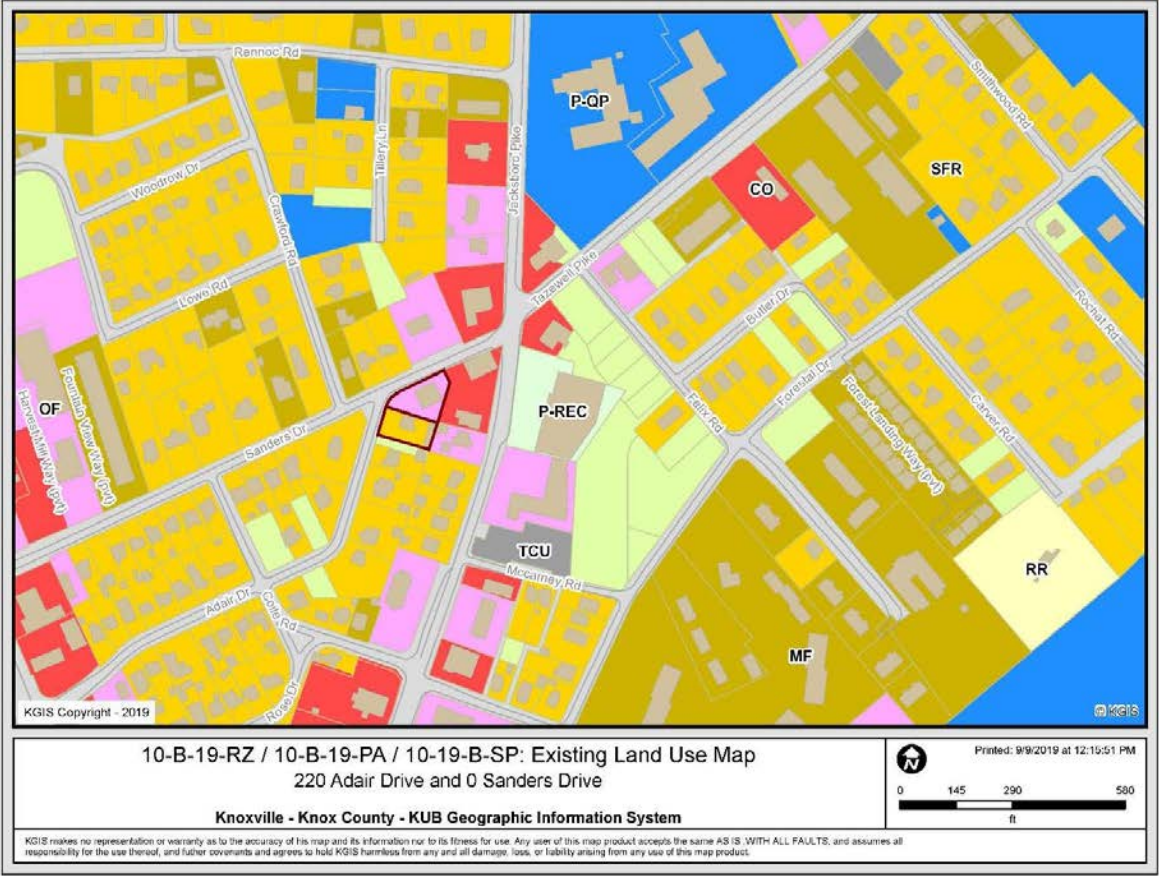 Rennoc Rd
Smithwood Rd
P-QP
Tillery Ln
Jacksboro Pike
Woodrow Dr
SFR
CO
Crawford Rd
Tazewell Pike
Lowe Rd
Butler Dr
Rochat Rd
Forestal Dr
OF
Harvest Mill Way (pvt)
Fountain View Way (pvt)
P-REC
Felix Rd
Forest Landing Way (pvt)
Carver Rd
Sanders Dr
TCU
Mccamey Rd
RR
Adair Dr
Coile Rd
MF
Rose Dr
KGIS Copyright - 2019
© KGIS
10-B-19-RZ / 10-B-19-PA / 10-19-B-SP: Existing Land Use Map
220 Adair Drive and 0 Sanders Drive
Knoxville - Knox County - KUB Geographic Information System
N
Printed: 9/9/2019 at 12:15:51 PM
0 145 290 580
ft
KGIS makes no representation or warranty as to the accuracy of his map and its information nor to its fitness for use. Any user of this map product accepts the same AS IS ,WITH ALL FAULTS, and assumes all
responsibility for the use thereof, and futher covenants and agrees to hold KGIS harmless from any and all damage, loss, or liability arising from any use of this map product.